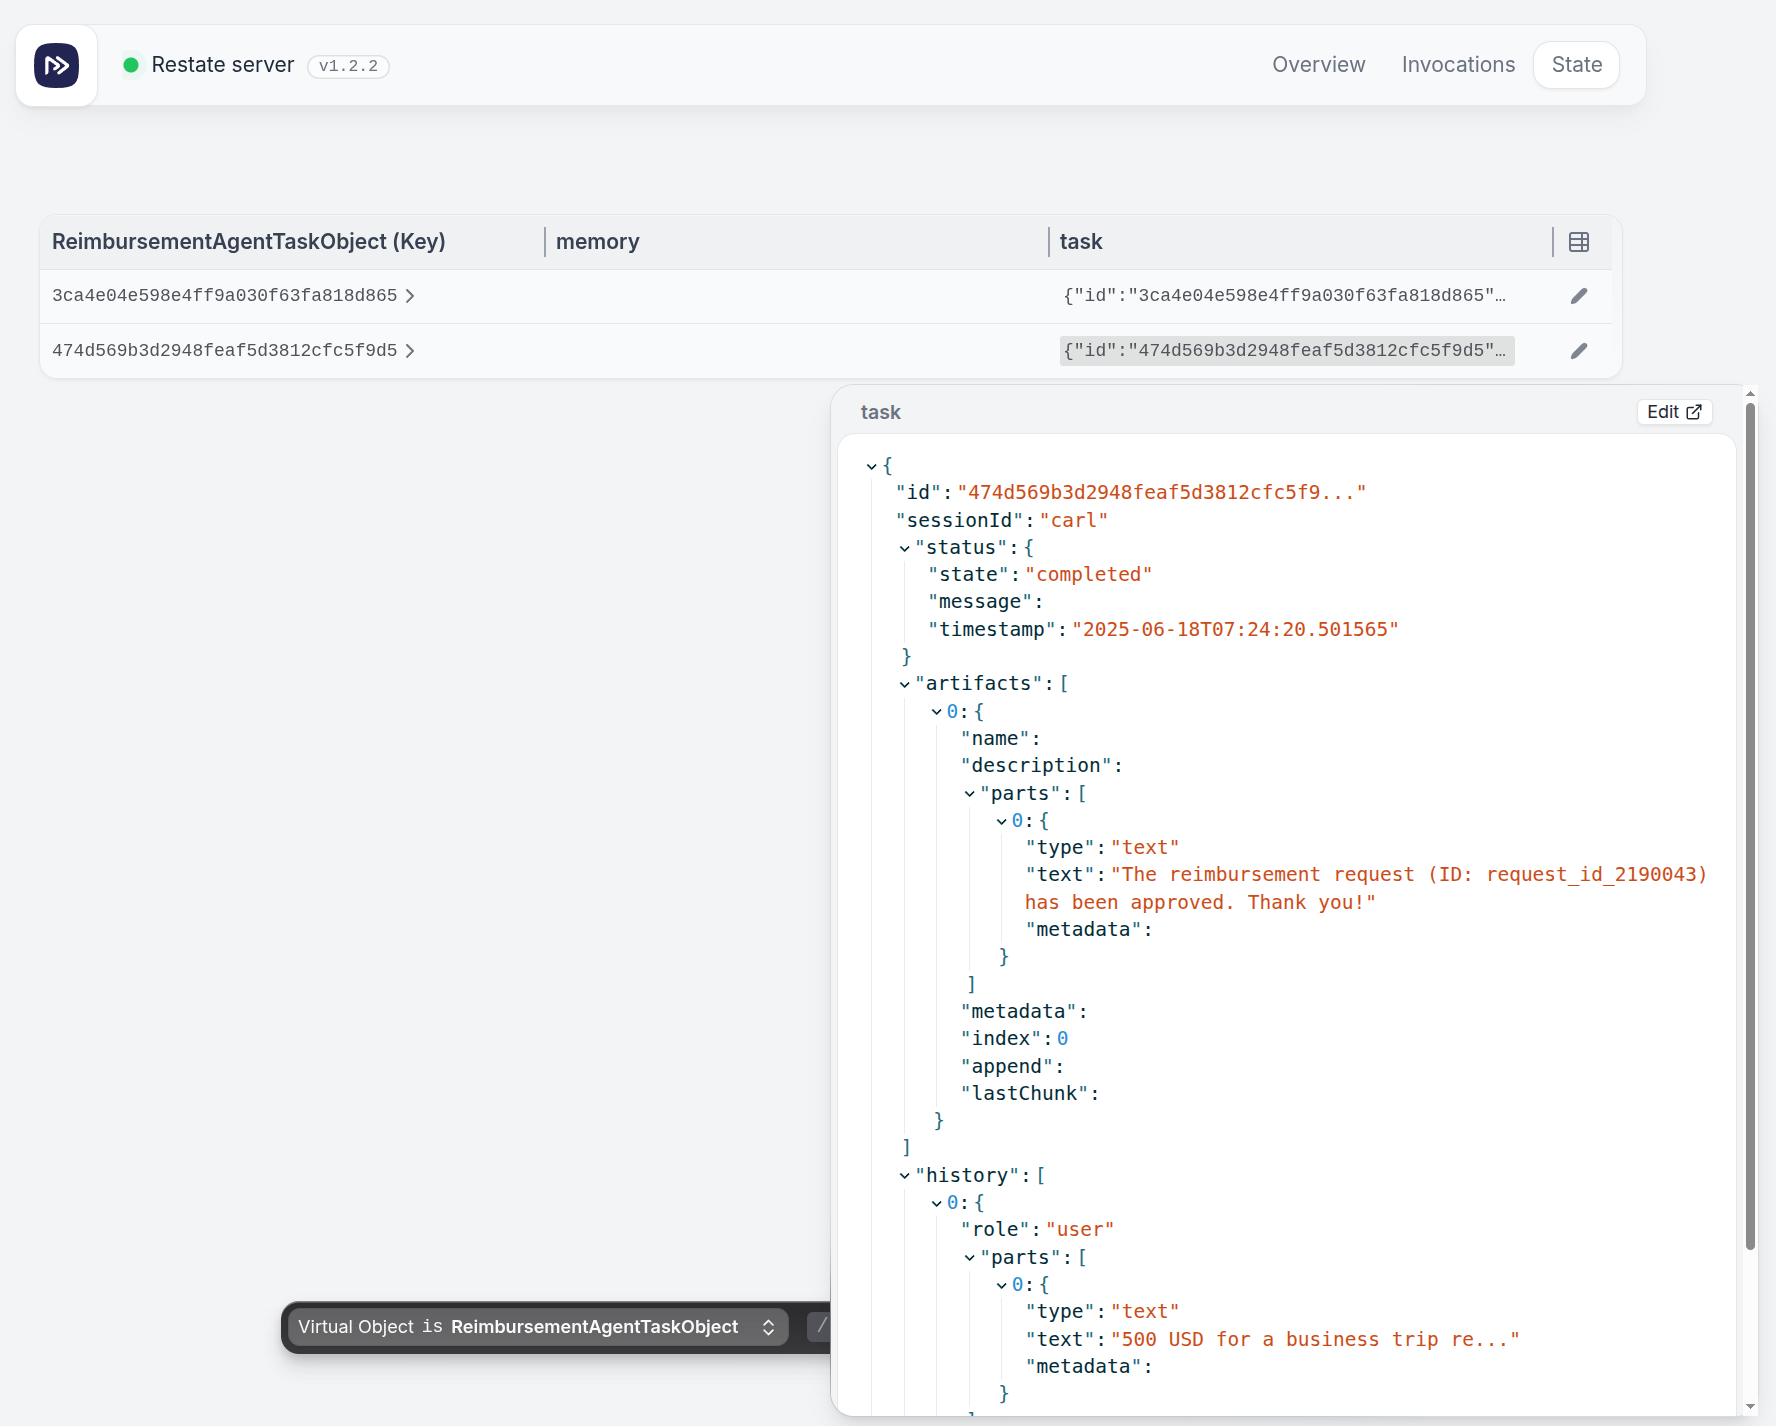 Restate server v1.2.2 Overview Invocations State
ReimbursementAgentTaskObject (Key) memory task
3ca4e04e598e4ff9a030f63fa818d865 {"id":"3ca4e04e598e4ff9a030f63fa818d865"…
474d569b3d2948feaf5d3812cfc5f9d5 {"id":"474d569b3d2948feaf5d3812cfc5f9d5"…
task Edit
{
"id":"474d569b3d2948feaf5d3812cfc5f9..."
"sessionId":"carl"
"status":{
"state":"completed"
"message":
"timestamp":"2025-06-18T07:24:20.501565"
}
"artifacts":[
0:{
"name":
"description":
"parts":[
0:{
"type":"text"
"text":"The reimbursement request (ID: request_id_2190043)
has been approved. Thank you!"
"metadata":
}
]
"metadata":
"index":0
"append":
"lastChunk":
}
]
"history":[
0:{
"role":"user"
"parts":[
0:{
"type":"text"
"text":"500 USD for a business trip re..."
"metadata":
}
Virtual Object is ReimbursementAgentTaskObject /